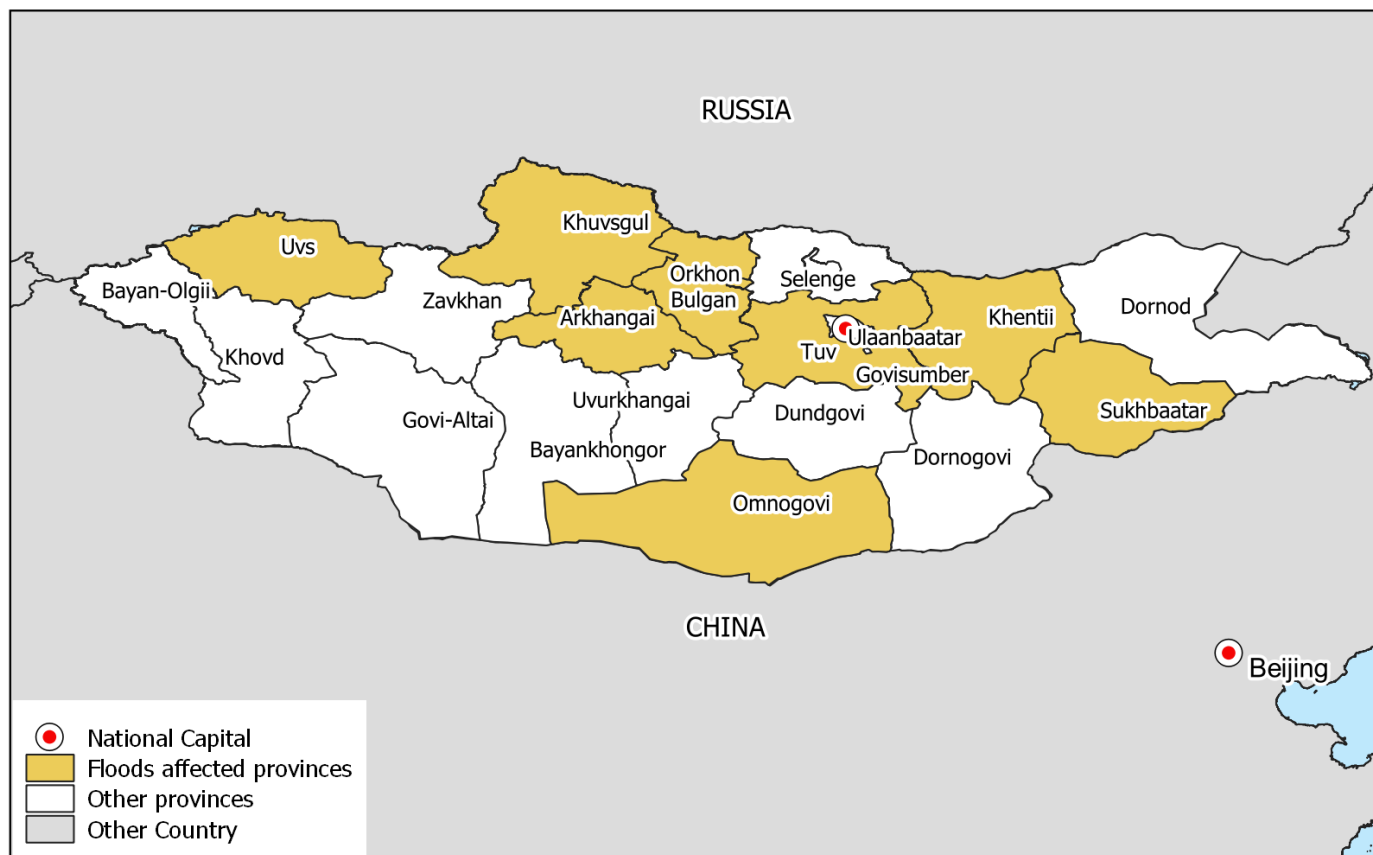 RUSSIA
Khuvsgul
Uvs
Orkhon
Selenge
Bayan-Olgii
Zavkhan
Bulgan
Dornod
Arkhangai
Khentii
Ulaanbaatar
Khovd
Tuv
Govisumber
Uvurkhangai
Sukhbaatar
Govi-Altai
Dundgovi
Bayankhongor
Dornogovi
Omnogovi
CHINA
Beijing
National Capital
Floods affected provinces
Other provinces
Other Country